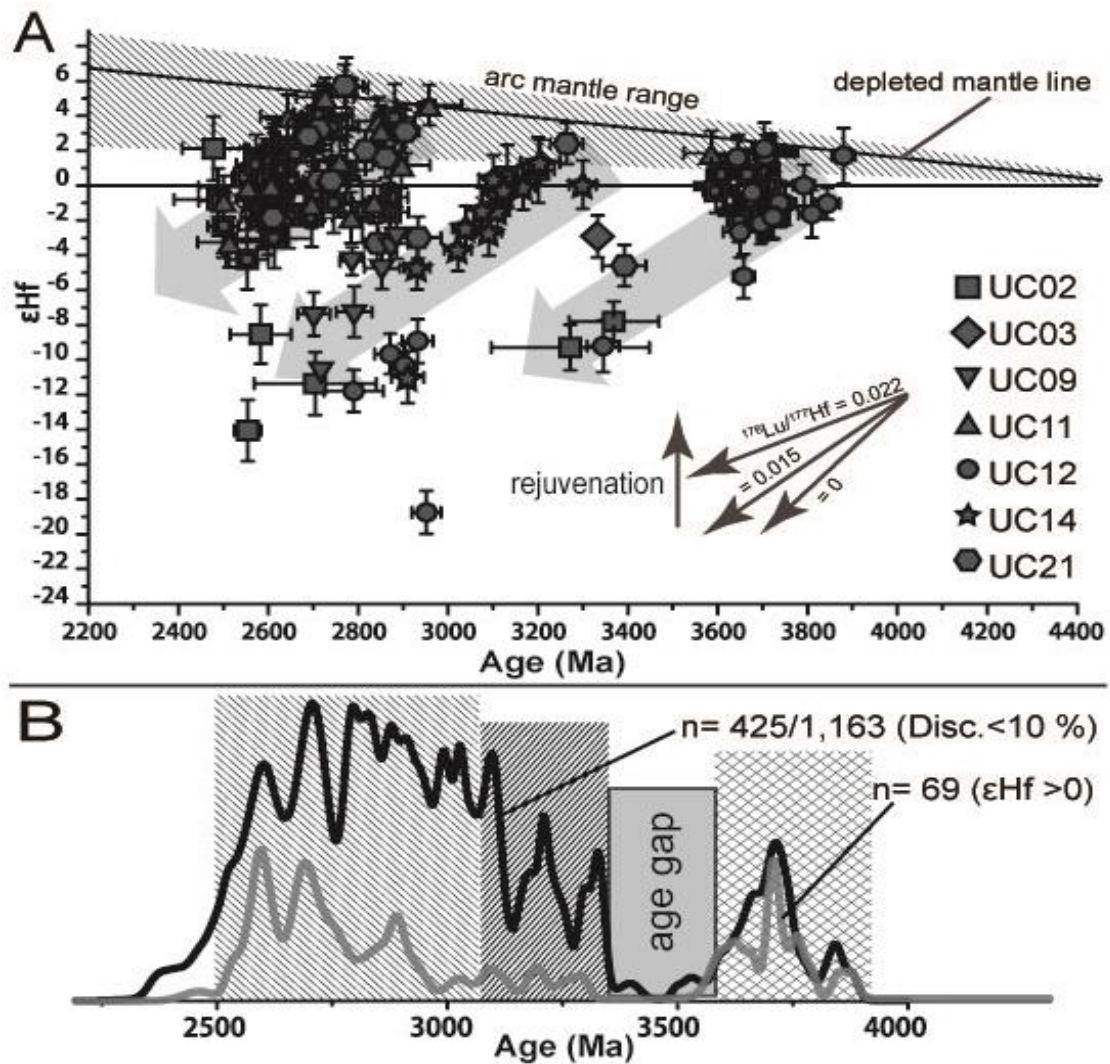 A
arc mantle range
depleted mantle line
6
4
2
0
-2
-4
-6
-8
-10
-12
-14
-16
-18
-20
-22
-24
εHf
UC02
UC03
UC09
UC11
UC12
UC14
UC21
¹⁷⁶Lu/¹⁷⁷Hf = 0.022
= 0.015
= 0
rejuvenation
2200 2400 2600 2800 3000 3200 3400 3600 3800 4000 4200 4400
Age (Ma)
B
n= 425/1,163 (Disc.<10 %)
n= 69 (εHf >0)
age gap
2500 3000 3500 4000
Age (Ma)